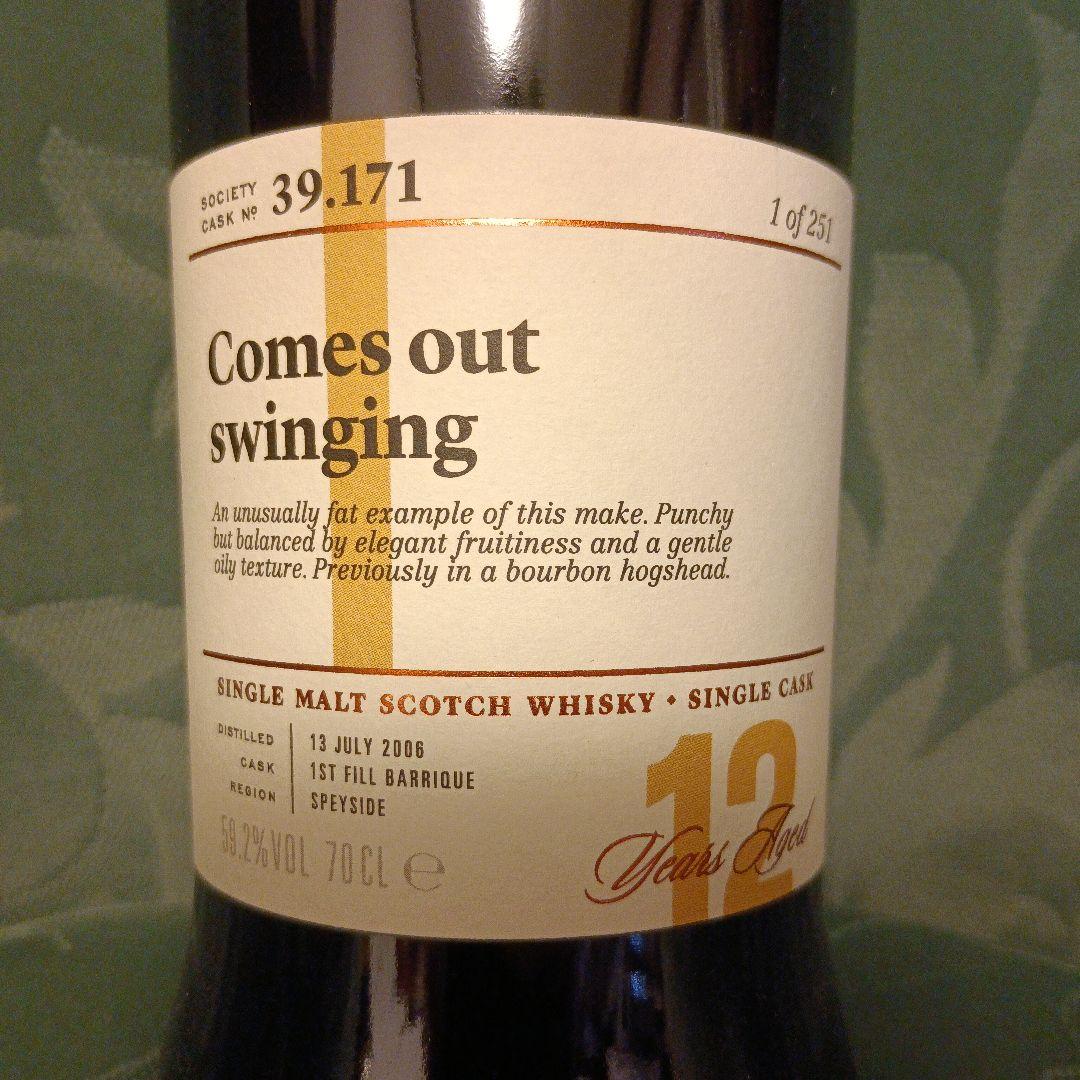 SOCIETY CASK Nº 39.171
1 of 251
Comes out
swinging
An unusually fat example of this make. Punchy
but balanced by elegant fruitiness and a gentle
oily texture. Previously in a bourbon hogshead.
SINGLE MALT SCOTCH WHISKY • SINGLE CASK
DISTILLED 13 JULY 2006
CASK 1ST FILL BARRIQUE
REGION SPEYSIDE
59.2%VOL 70CL ℮
12
Years Aged